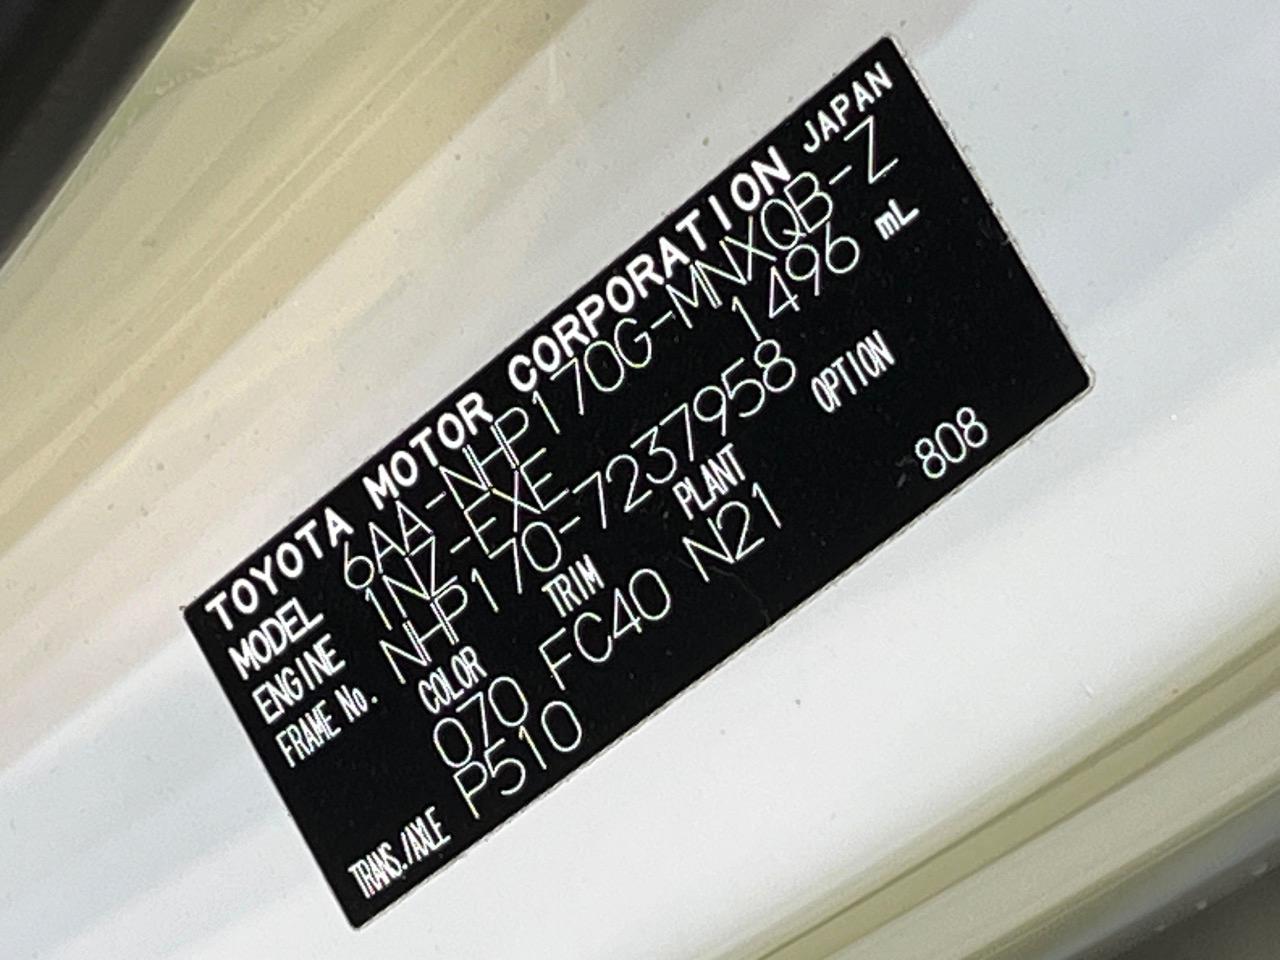 TOYOTA MOTOR CORPORATION JAPAN
MODEL 6AA-NHP170G-MNXQB-Z
ENGINE 1NZ-EXE 1496 mL
FRAME No. NHP170-7237958
COLOR TRIM PLANT OPTION
070 FC40 N21 808
TRANS./AXLE P510